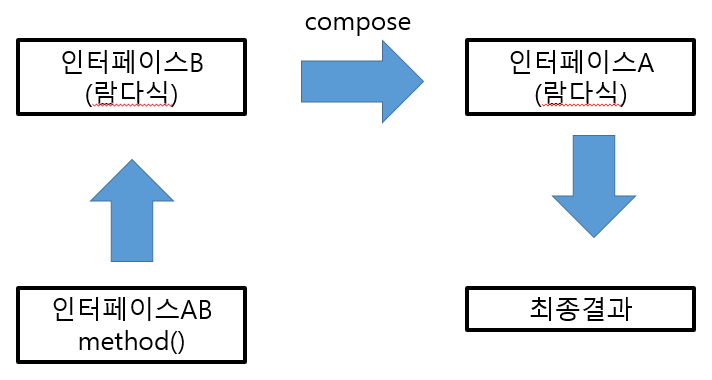 compose
인터페이스B
(람다식)
인터페이스A
(람다식)
인터페이스AB
method()
최종결과